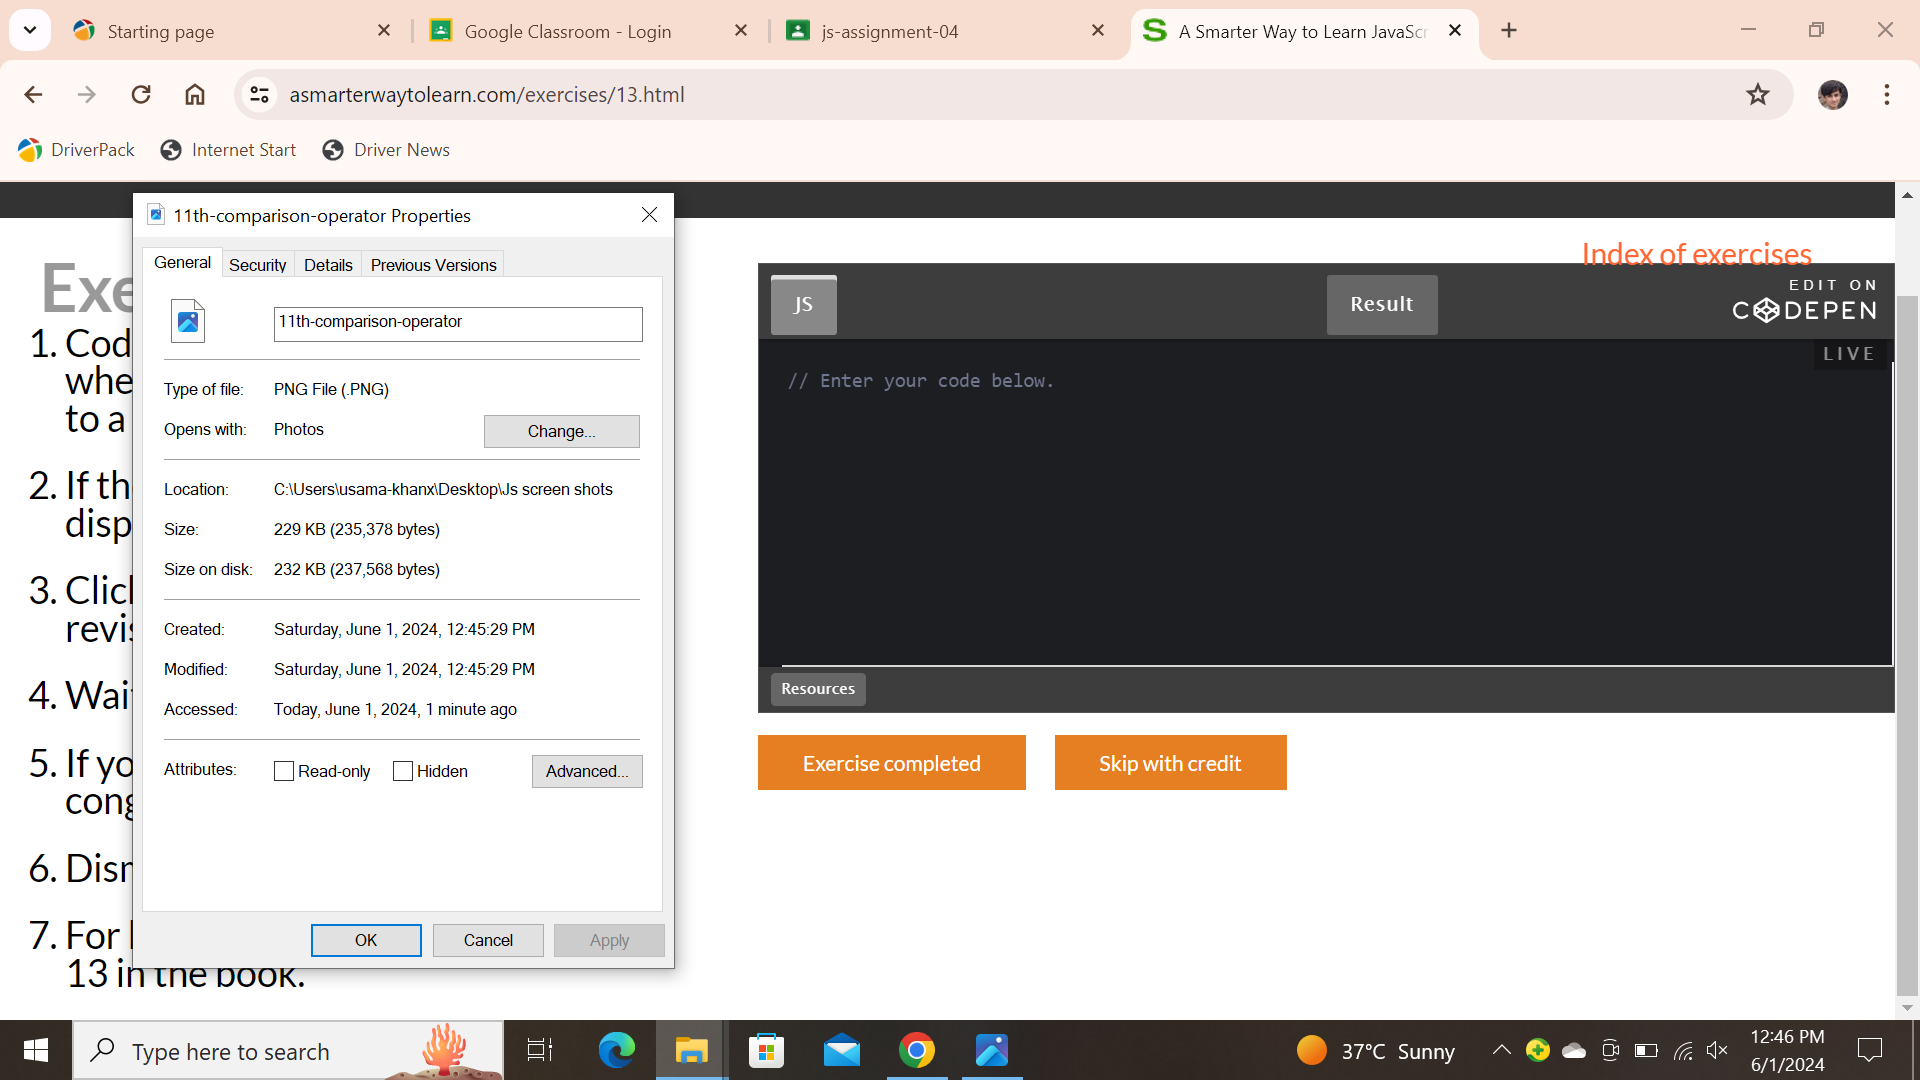 Starting page
Google Classroom - Login
js-assignment-04
A Smarter Way to Learn JavaScr
asmarterwaytolearn.com/exercises/13.html
DriverPack
Internet Start
Driver News
11th-comparison-operator Properties
General
Security
Details
Previous Versions
11th-comparison-operator
Type of file: PNG File (.PNG)
Opens with: Photos
Change...
Location: C:\Users\usama-khanx\Desktop\Js screen shots
Size: 229 KB (235,378 bytes)
Size on disk: 232 KB (237,568 bytes)
Created: Saturday, June 1, 2024, 12:45:29 PM
Modified: Saturday, June 1, 2024, 12:45:29 PM
Accessed: Today, June 1, 2024, 1 minute ago
Attributes: Read-only Hidden Advanced...
OK Cancel Apply
Exe
1. Cod
whe
to a
2. If th
disp
3. Clic
revis
4. Wai
5. If yo
cong
6. Dism
7. For
13 in the book.
Index of exercises
JS
Result
EDIT ON
CODEPEN
LIVE
// Enter your code below.
Resources
Exercise completed
Skip with credit
Type here to search
37°C Sunny
12:46 PM
6/1/2024